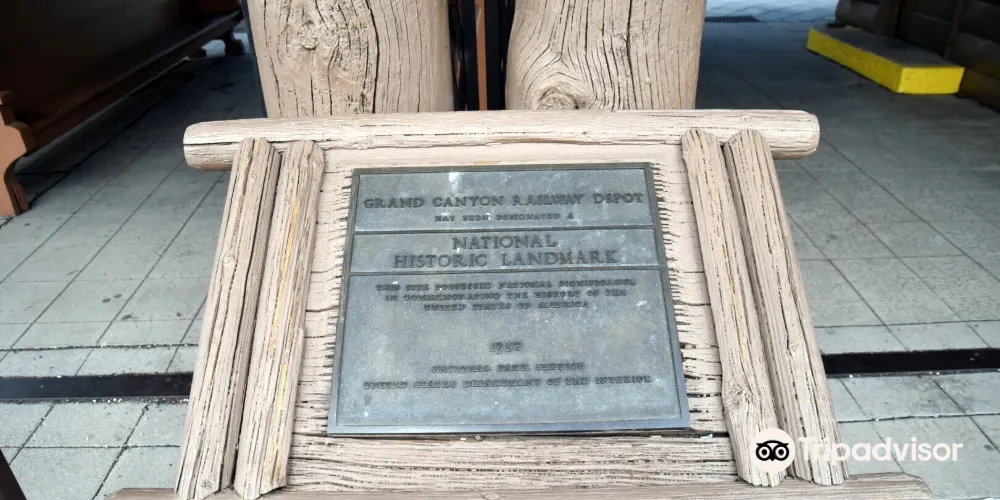 GRAND CANYON RAILWAY DEPOT
HAS BEEN DESIGNATED A
NATIONAL
HISTORIC LANDMARK
THIS SITE POSSESSES NATIONAL SIGNIFICANCE
IN COMMEMORATING THE HISTORY OF THE
UNITED STATES OF AMERICA
1987
NATIONAL PARK SERVICE
UNITED STATES DEPARTMENT OF THE INTERIOR
Tripadvisor